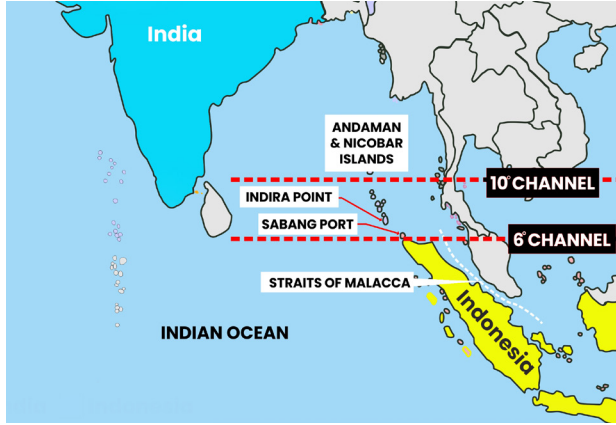 India
ANDAMAN
& NICOBAR
ISLANDS
10° CHANNEL
INDIRA POINT
SABANG PORT
6° CHANNEL
STRAITS OF MALACCA
Indonesia
INDIAN OCEAN